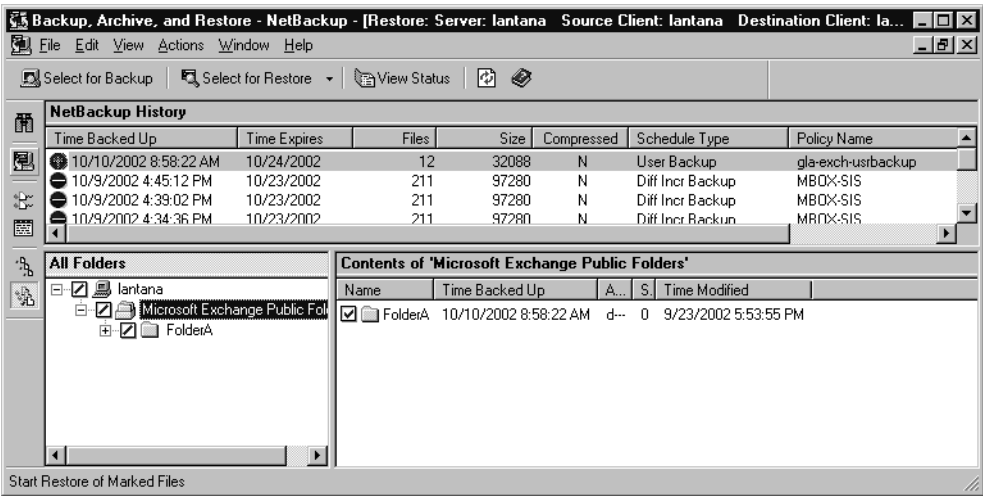 Backup, Archive, and Restore - NetBackup - [Restore: Server: lantana Source Client: lantana Destination Client: la...
File Edit View Actions Window Help
Select for Backup Select for Restore View Status
NetBackup History
Time Backed Up Time Expires Files Size Compressed Schedule Type Policy Name
10/10/2002 8:58:22 AM 10/24/2002 12 32088 N User Backup gla-exch-usrbackup
10/9/2002 4:45:12 PM 10/23/2002 211 97280 N Diff Incr Backup MBOX-SIS
10/9/2002 4:39:02 PM 10/23/2002 211 97280 N Diff Incr Backup MBOX-SIS
10/9/2002 4:34:36 PM 10/23/2002 211 97280 N Diff Incr Backup MBOX-SIS
All Folders
lantana
Microsoft Exchange Public Fol
FolderA
Contents of 'Microsoft Exchange Public Folders'
Name Time Backed Up A... S. Time Modified
FolderA 10/10/2002 8:58:22 AM d--- 0 9/23/2002 5:53:55 PM
Start Restore of Marked Files